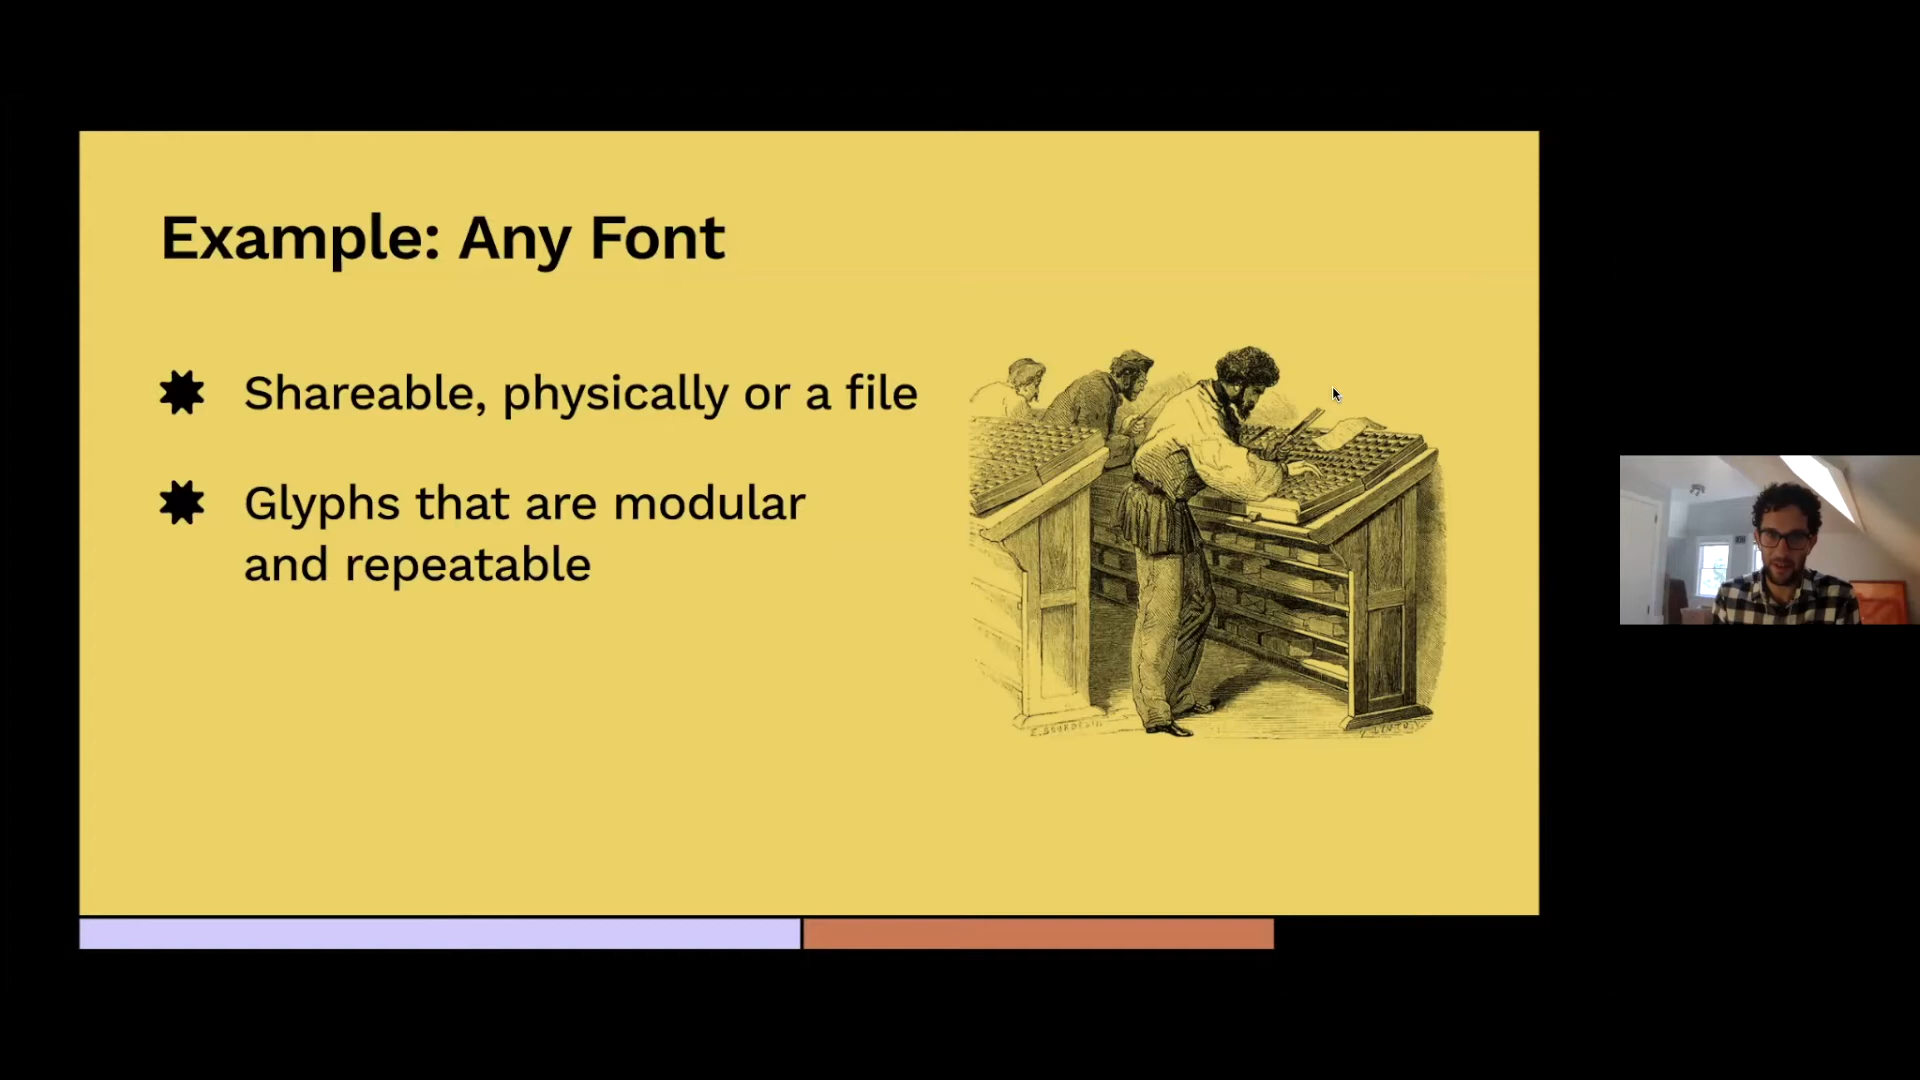 Example: Any Font
Shareable, physically or a file
Glyphs that are modular
and repeatable